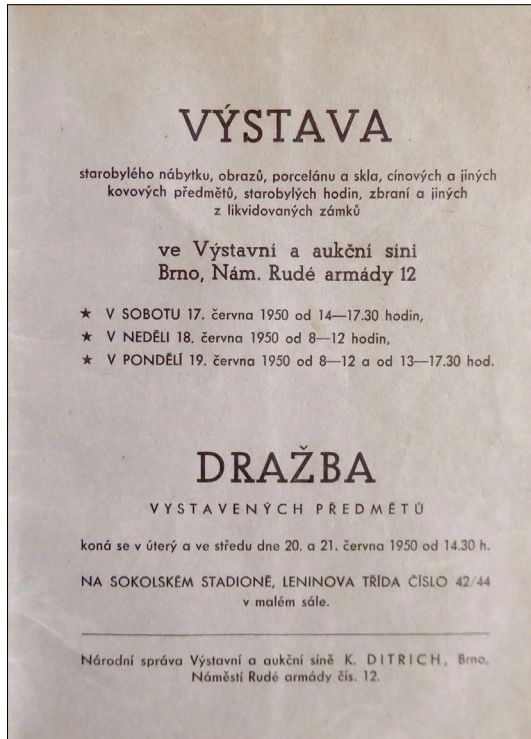 VÝSTAVA
starobylého nábytku, obrazů, porcelánu a skla, cínových a jiných
kovových předmětů, starobylých hodin, zbraní a jiných
z likvidovaných zámků
ve Výstavní a aukční síni
Brno, Nám. Rudé armády 12
★ V SOBOTU 17. června 1950 od 14—17.30 hodin,
★ V NEDĚLI 18. června 1950 od 8—12 hodin,
★ V PONDĚLÍ 19. června 1950 od 8—12 a od 13—17.30 hod.
DRAŽBA
VYSTAVENÝCH PŘEDMĚTŮ
koná se v úterý a ve středu dne 20. a 21. června 1950 od 14.30 h.
NA SOKOLSKÉM STADIONĚ, LENINOVA TŘÍDA ČÍSLO 42/44
v malém sále.
Národní správa Výstavní a aukční síně K. DITRICH, Brno,
Náměstí Rudé armády čís. 12.